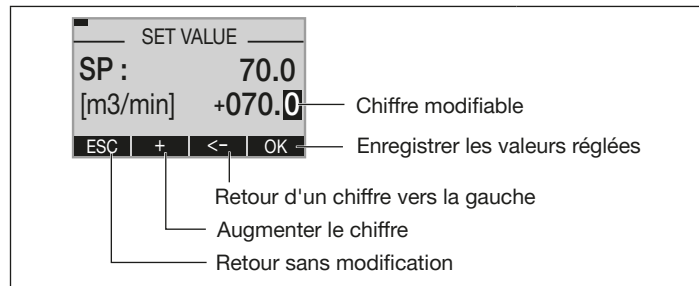 SET VALUE
SP : 70.0
[m3/min] +070.0
Chiffre modifiable
ESC + <- OK
Enregistrer les valeurs réglées
Retour d'un chiffre vers la gauche
Augmenter le chiffre
Retour sans modification